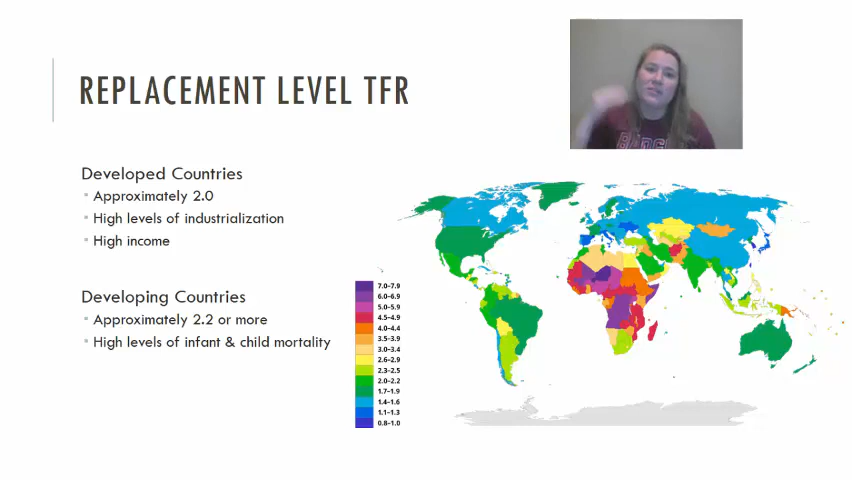 REPLACEMENT LEVEL TFR
Developed Countries
Approximately 2.0
High levels of industrialization
High income
Developing Countries
Approximately 2.2 or more
High levels of infant & child mortality
7.0–7.9
6.0–6.9
5.0–5.9
4.5–4.9
4.0–4.4
3.5–3.9
3.0–3.4
2.6–2.9
2.3–2.5
2.0–2.2
1.7–1.9
1.4–1.6
1.1–1.3
0.8–1.0